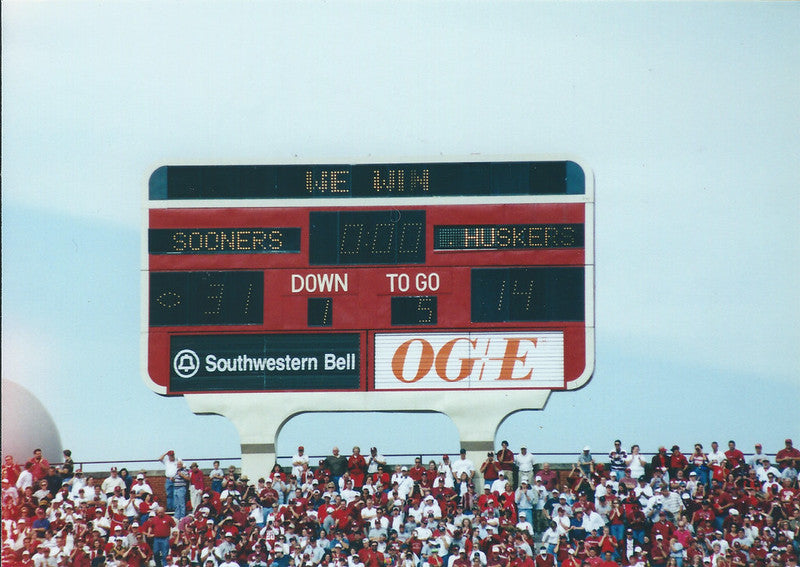 WE WIN
SOONERS 0:00 HUSKERS
DOWN TO GO
31 1 5 14
Southwestern Bell OG+E